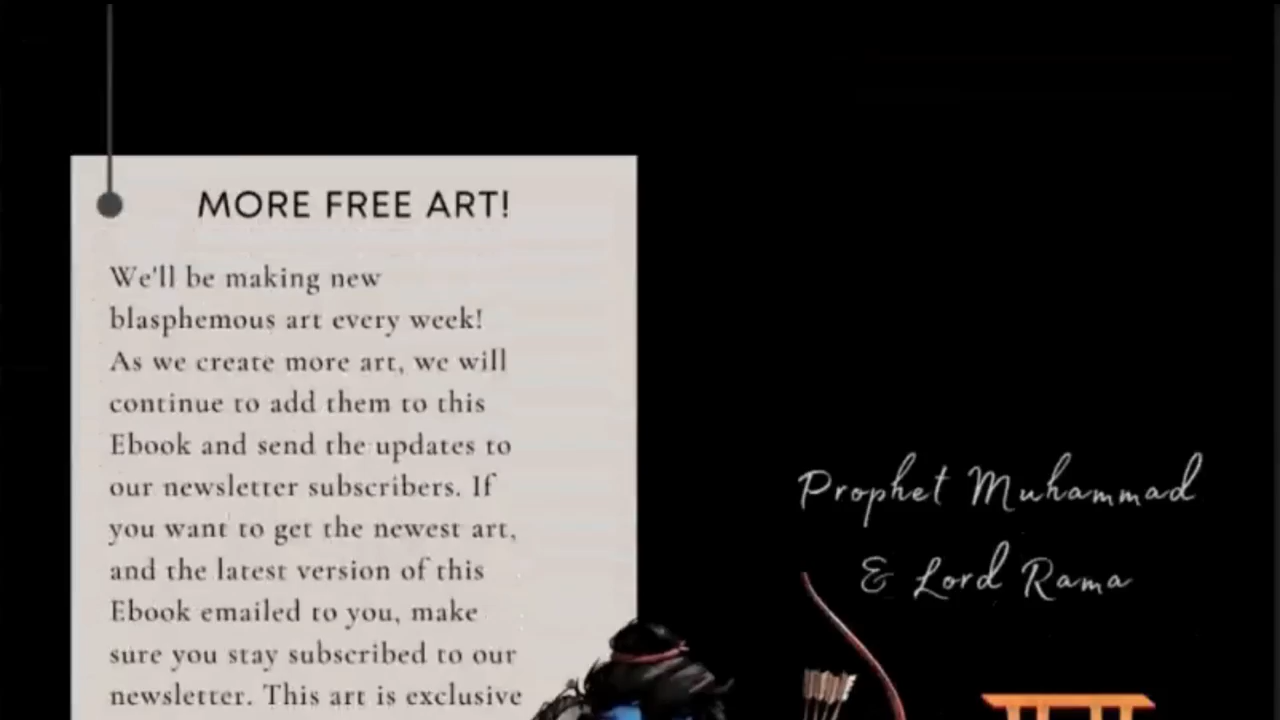 MORE FREE ART!
We'll be making new
blasphemous art every week!
As we create more art, we will
continue to add them to this
Ebook and send the updates to
our newsletter subscribers. If
you want to get the newest art,
and the latest version of this
Ebook emailed to you, make
sure you stay subscribed to our
newsletter. This art is exclusive
Prophet Muhammad
& Lord Rama